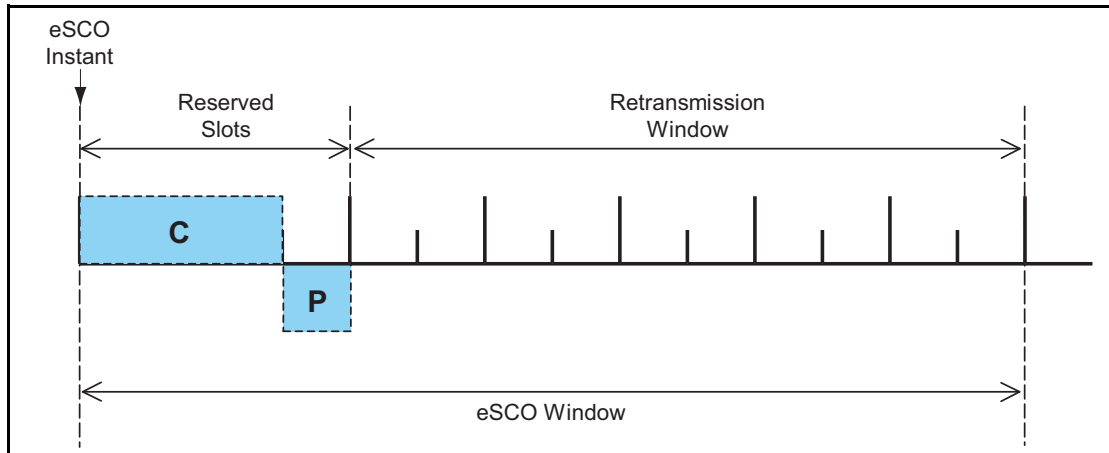 eSCO
Instant
Reserved
Slots
Retransmission
Window
C
P
eSCO Window